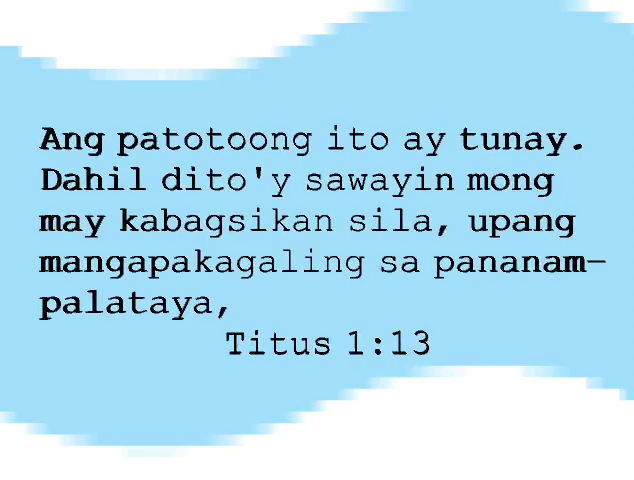 Ang patotoong ito ay tunay.
Dahil dito'y sawayin mong
may kabagsikan sila, upang
mangapakagaling sa pananam-
palataya,
Titus 1:13